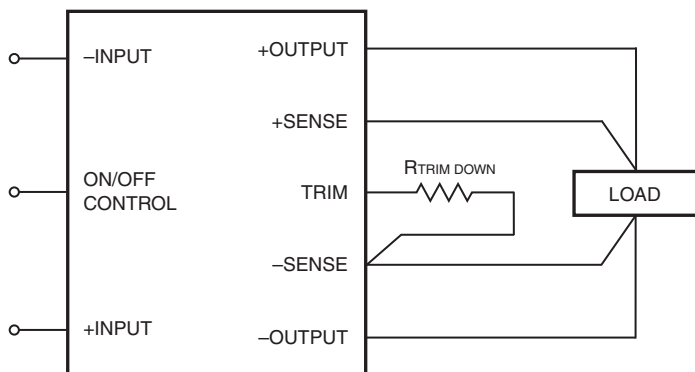 –INPUT
ON/OFF
CONTROL
+INPUT
+OUTPUT
+SENSE
TRIM
–SENSE
–OUTPUT
RTRIM DOWN
LOAD